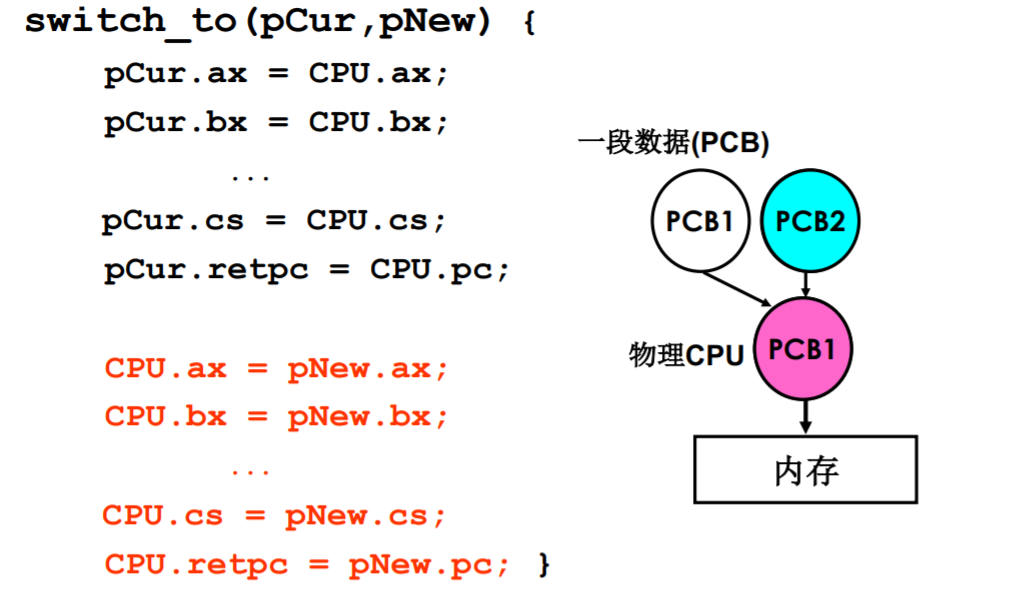 switch_to(pCur,pNew) {
pCur.ax = CPU.ax;
pCur.bx = CPU.bx;
...
pCur.cs = CPU.cs;
pCur.retpc = CPU.pc;
CPU.ax = pNew.ax;
CPU.bx = pNew.bx;
...
CPU.cs = pNew.cs;
CPU.retpc = pNew.pc; }
一段数据(PCB)
PCB1
PCB2
物理CPU
PCB1
内存